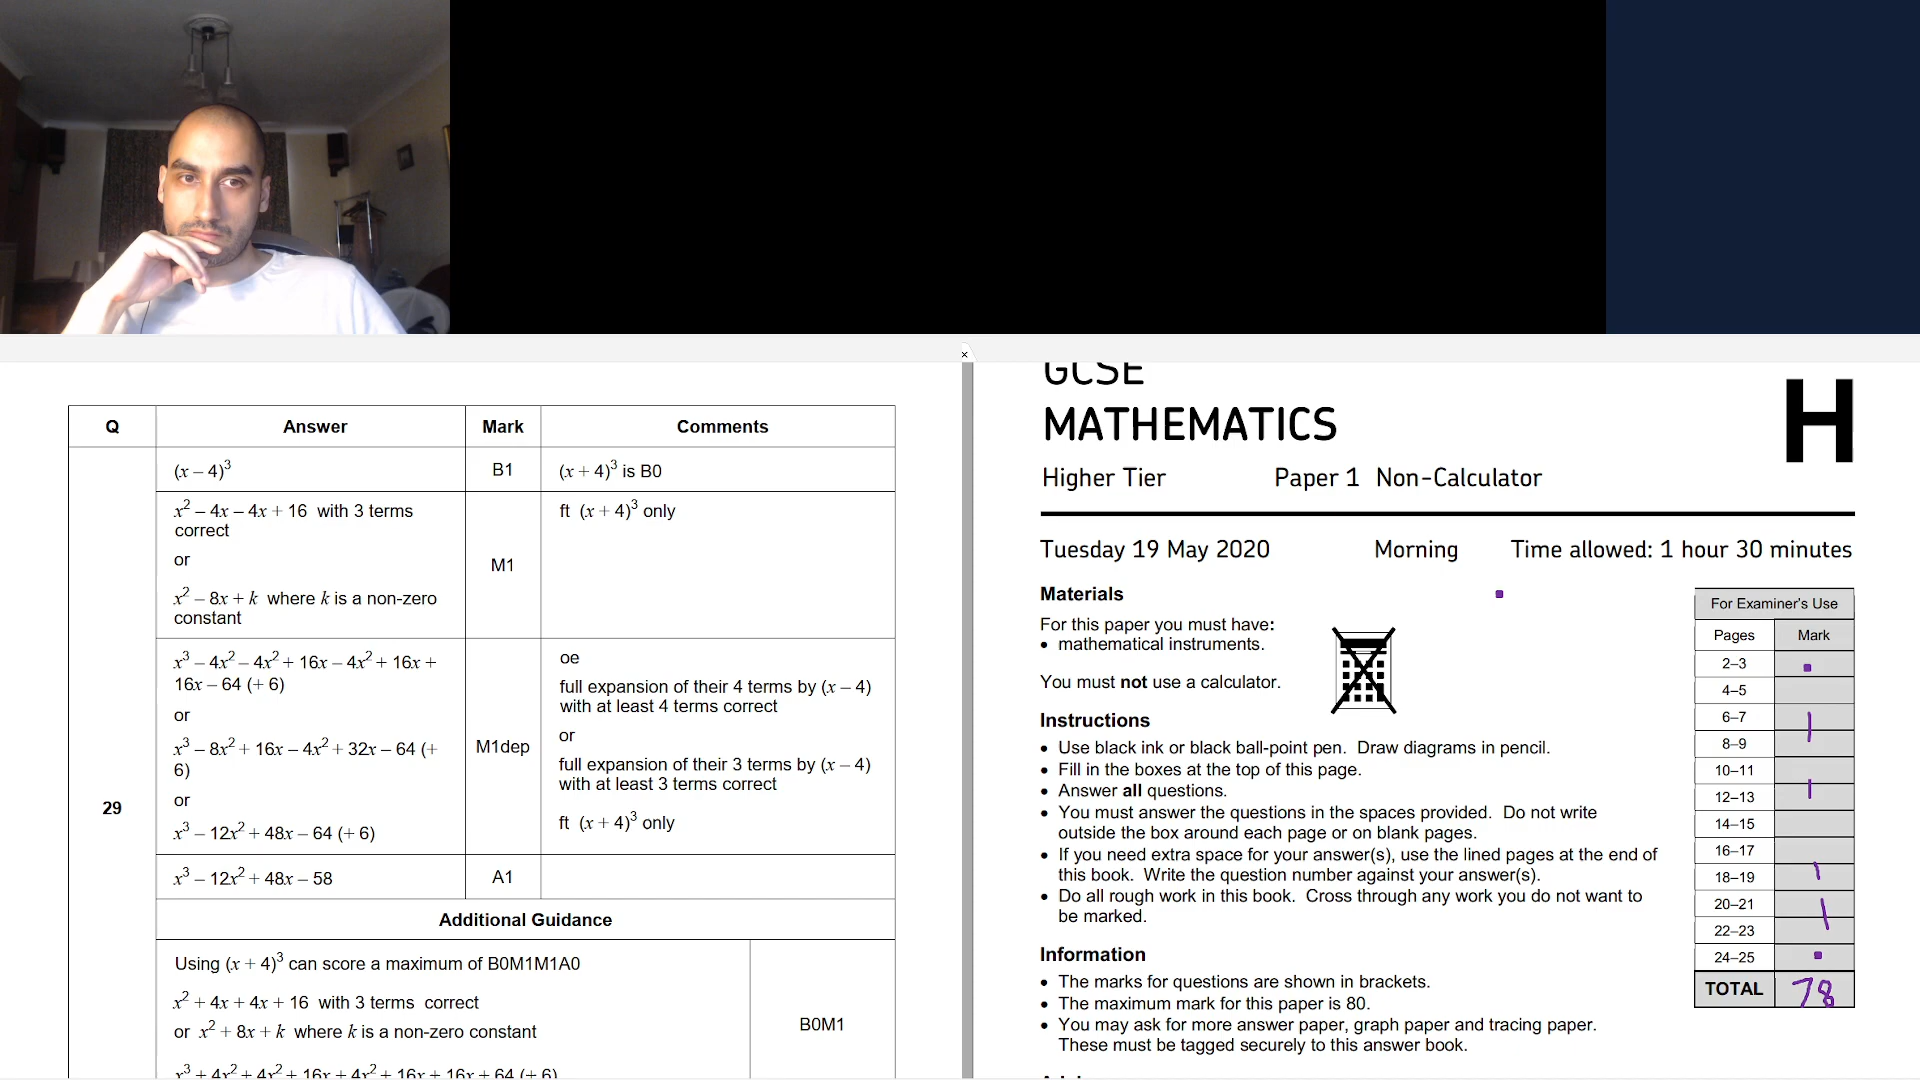 Q Answer Mark Comments
29
(x – 4)³ B1 (x + 4)³ is B0
x² – 4x – 4x + 16 with 3 terms
correct
or
x² – 8x + k where k is a non-zero
constant
M1
ft (x + 4)³ only
x³ – 4x² – 4x² + 16x – 4x² + 16x +
16x – 64 (+ 6)
or
x³ – 8x² + 16x – 4x² + 32x – 64 (+
6)
or
x³ – 12x² + 48x – 64 (+ 6)
M1dep
oe
full expansion of their 4 terms by (x – 4)
with at least 4 terms correct
or
full expansion of their 3 terms by (x – 4)
with at least 3 terms correct
ft (x + 4)³ only
x³ – 12x² + 48x – 58 A1
Additional Guidance
Using (x + 4)³ can score a maximum of B0M1M1A0
x² + 4x + 4x + 16 with 3 terms correct
or x² + 8x + k where k is a non-zero constant
B0M1
x³ + 4x² + 4x² + 16x + 4x² + 16x + 16x + 64 (+ 6)
GCSE
MATHEMATICS
H
Higher Tier Paper 1 Non-Calculator
Tuesday 19 May 2020 Morning Time allowed: 1 hour 30 minutes
Materials
For this paper you must have:
• mathematical instruments.
You must not use a calculator.
Instructions
• Use black ink or black ball-point pen. Draw diagrams in pencil.
• Fill in the boxes at the top of this page.
• Answer all questions.
• You must answer the questions in the spaces provided. Do not write
outside the box around each page or on blank pages.
• If you need extra space for your answer(s), use the lined pages at the end of
this book. Write the question number against your answer(s).
• Do all rough work in this book. Cross through any work you do not want to
be marked.
Information
• The marks for questions are shown in brackets.
• The maximum mark for this paper is 80.
• You may ask for more answer paper, graph paper and tracing paper.
These must be tagged securely to this answer book.
For Examiner's Use
Pages Mark
2–3
4–5
6–7
8–9
10–11
12–13
14–15
16–17
18–19
20–21
22–23
24–25
TOTAL 78